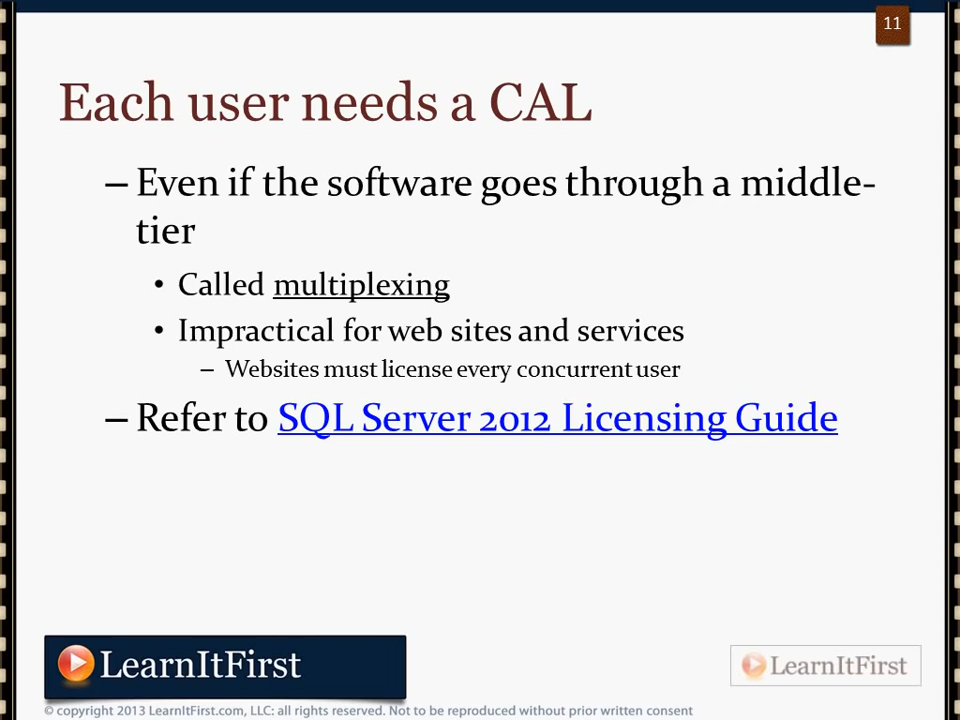 11
Each user needs a CAL
– Even if the software goes through a middle-
tier
• Called multiplexing
• Impractical for web sites and services
– Websites must license every concurrent user
– Refer to SQL Server 2012 Licensing Guide
LearnItFirst
LearnItFirst
© copyright 2013 LearnItFirst.com, LLC: all rights reserved. Not to be reproduced without prior written consent